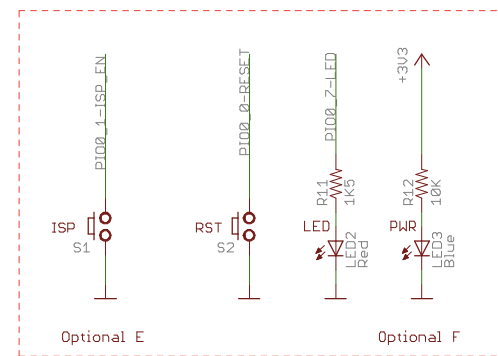 PIO0_1-ISP_EN
PIO0_0-RESET
PIO0_7-LED
+3V3
R11
1K5
R12
10K
ISP
S1
RST
S2
LED
LED2
Red
PWR
LED3
Blue
Optional E
Optional F